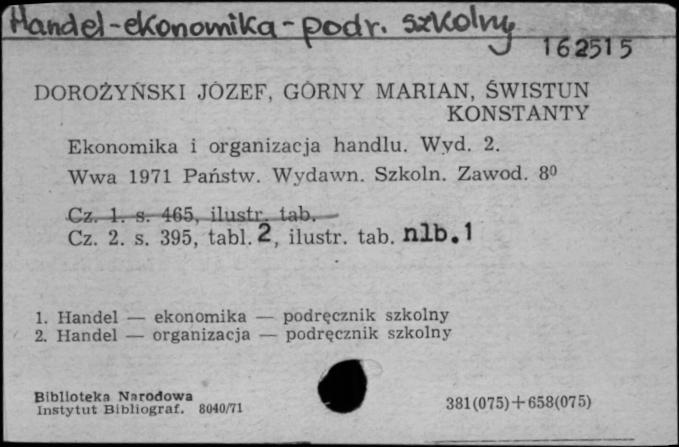 Handel-ekonomika-podr. szkolny
162515
DOROŻYŃSKI JÓZEF, GÓRNY MARIAN, ŚWISTUN
KONSTANTY
Ekonomika i organizacja handlu. Wyd. 2.
Wwa 1971 Państw. Wydawn. Szkoln. Zawod. 8⁰
Cz. 1. s. 465, ilustr. tab.
Cz. 2. s. 395, tabl. 2, ilustr. tab. nlb. 1
1. Handel — ekonomika — podręcznik szkolny
2. Handel — organizacja — podręcznik szkolny
Biblioteka Narodowa
Instytut Bibliograf. 8040/71
381(075)+658(075)